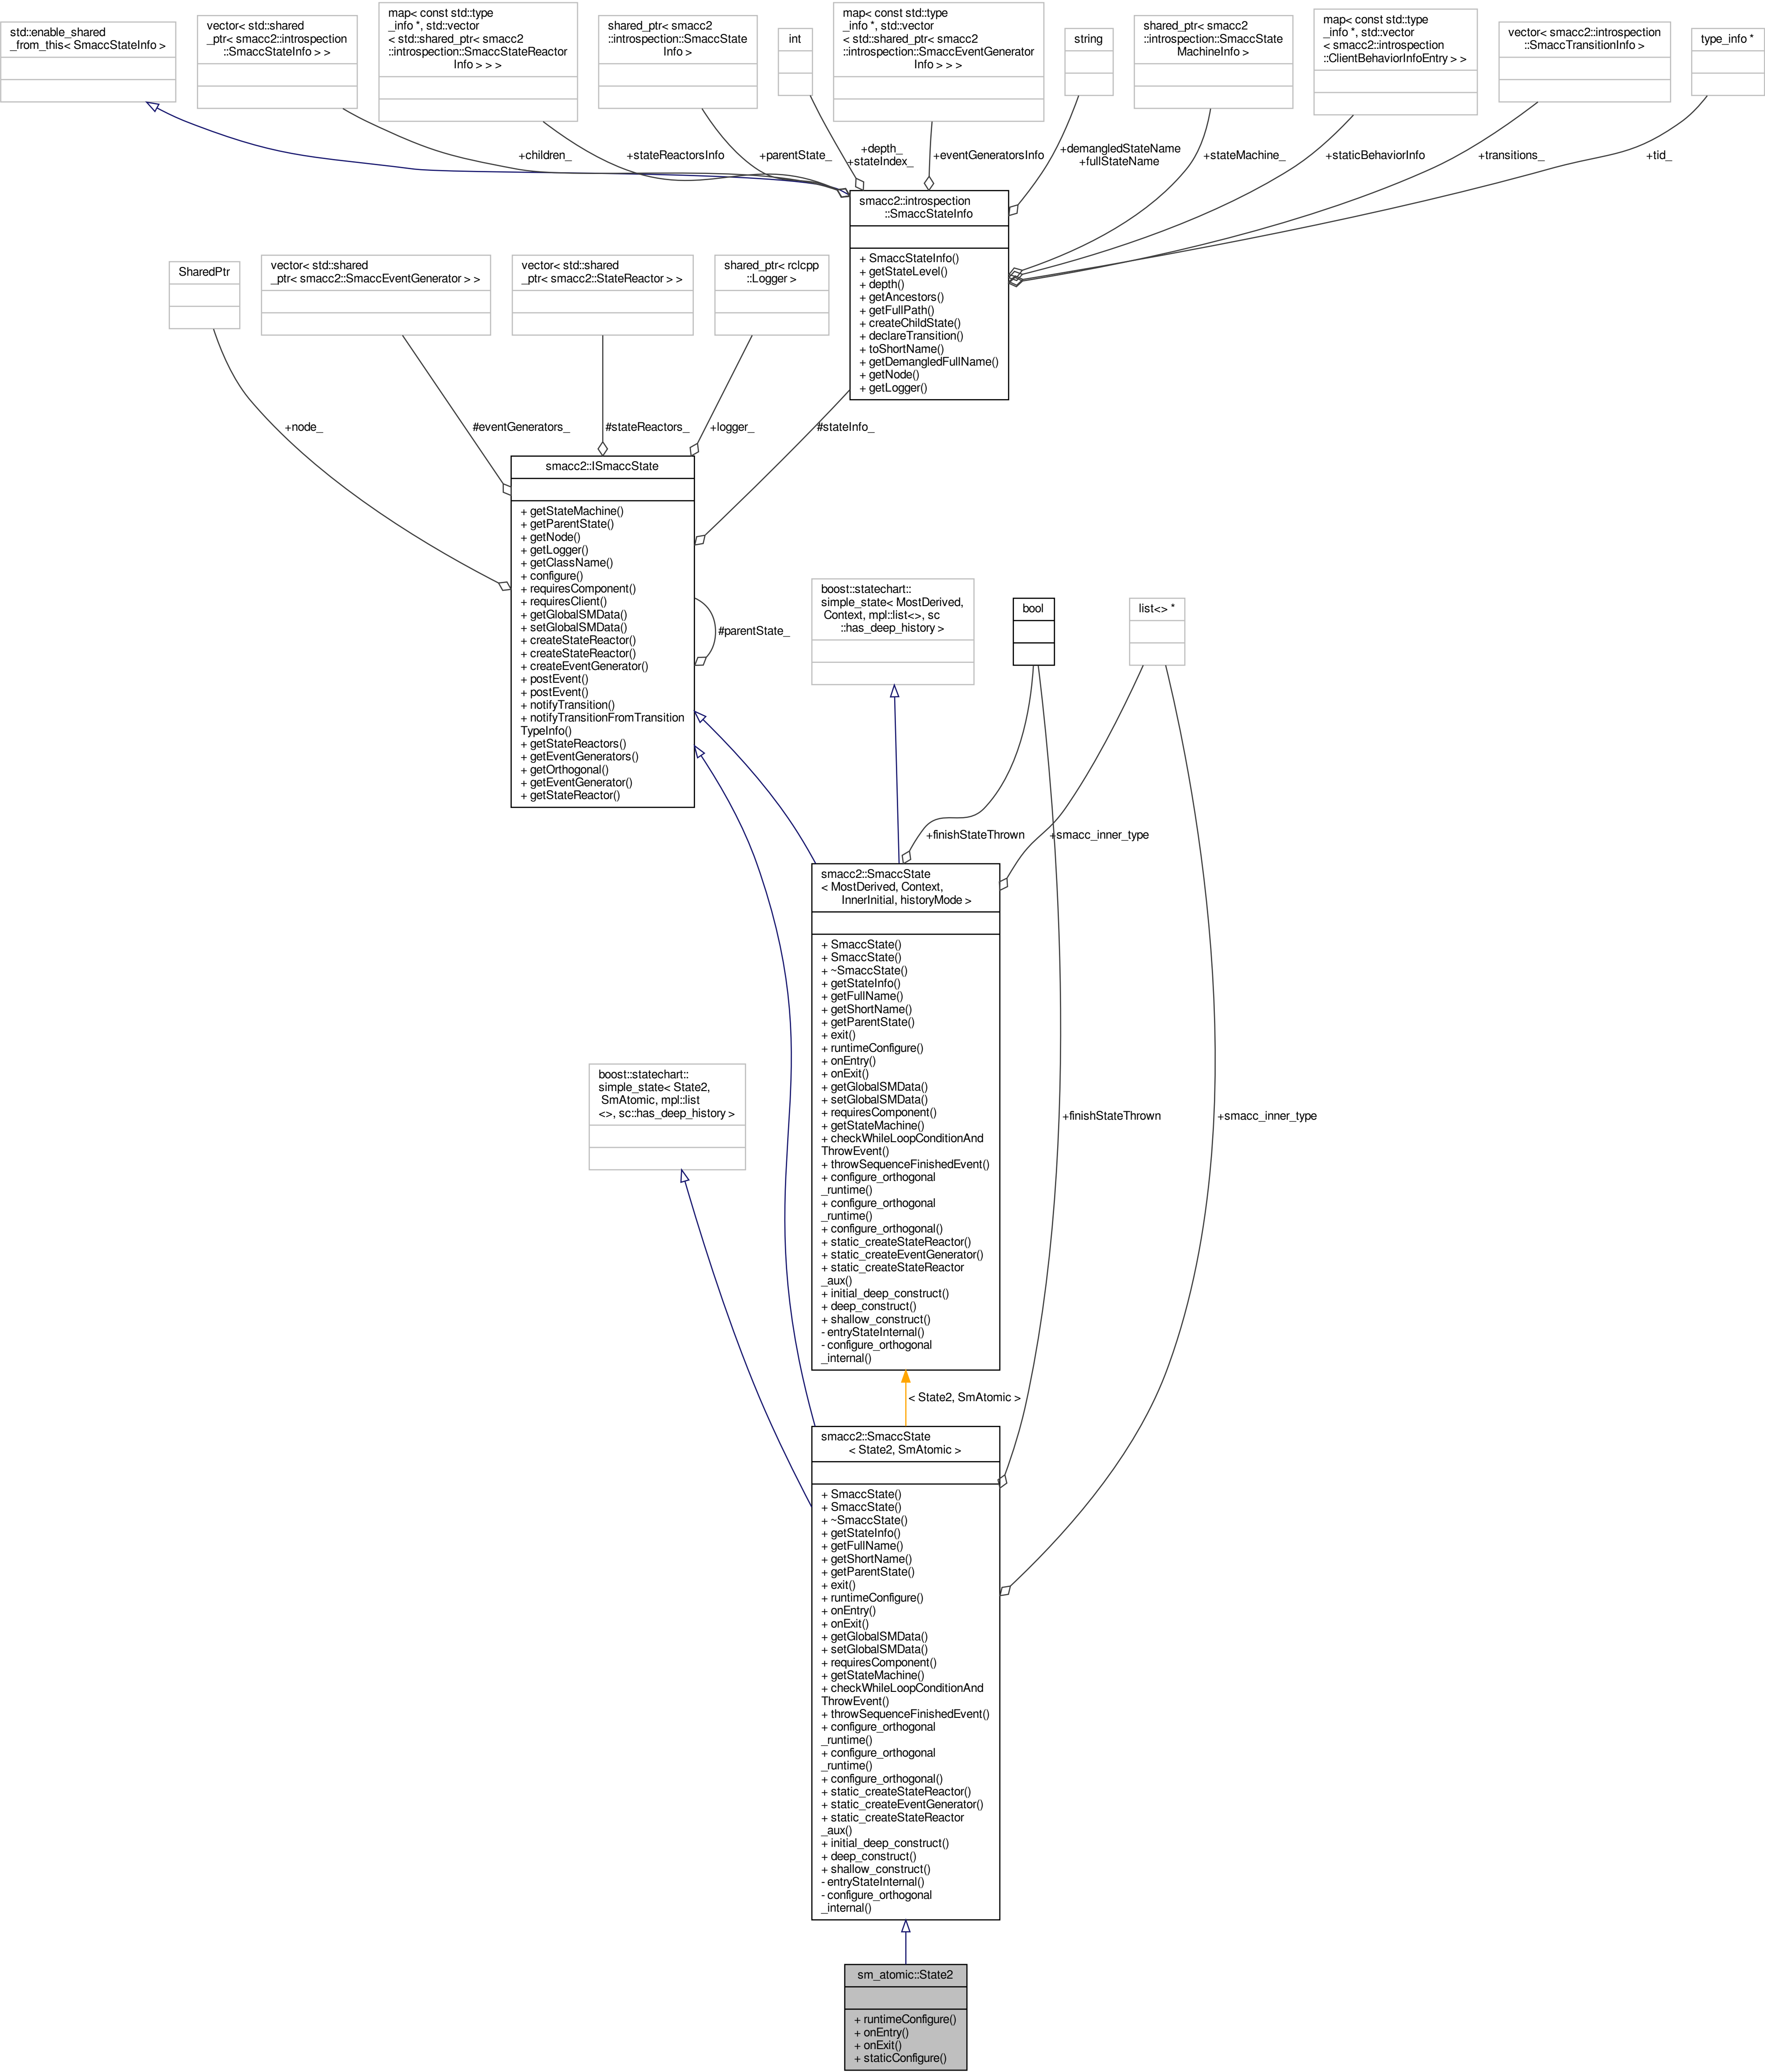 std::enable_shared
_from_this< SmaccStateInfo >
vector< std::shared
_ptr< smacc2::introspection
::SmaccStateInfo > >
map< const std::type
_info *, std::vector
< std::shared_ptr< smacc2
::introspection::SmaccStateReactor
Info > > >
shared_ptr< smacc2
::introspection::SmaccState
Info >
int
map< const std::type
_info *, std::vector
< std::shared_ptr< smacc2
::introspection::SmaccEventGenerator
Info > > >
string
shared_ptr< smacc2
::introspection::SmaccState
MachineInfo >
map< const std::type
_info *, std::vector
< smacc2::introspection
::ClientBehaviorInfoEntry > >
vector< smacc2::introspection
::SmaccTransitionInfo >
type_info *
+children_
+stateReactorsInfo
+parentState_
+depth_
+stateIndex_
+eventGeneratorsInfo
+demangledStateName
+fullStateName
+stateMachine_
+staticBehaviorInfo
+transitions_
+tid_
smacc2::introspection
::SmaccStateInfo
+ SmaccStateInfo()
+ getStateLevel()
+ depth()
+ getAncestors()
+ getFullPath()
+ createChildState()
+ declareTransition()
+ toShortName()
+ getDemangledFullName()
+ getNode()
+ getLogger()
SharedPtr
vector< std::shared
_ptr< smacc2::SmaccEventGenerator > >
vector< std::shared
_ptr< smacc2::StateReactor > >
shared_ptr< rclcpp
::Logger >
+node_
#eventGenerators_
#stateReactors_
+logger_
#stateInfo_
smacc2::ISmaccState
+ getStateMachine()
+ getParentState()
+ getNode()
+ getLogger()
+ getClassName()
+ configure()
+ requiresComponent()
+ requiresClient()
+ getGlobalSMData()
+ setGlobalSMData()
+ createStateReactor()
+ createStateReactor()
+ createEventGenerator()
+ postEvent()
+ postEvent()
+ notifyTransition()
+ notifyTransitionFromTransition
TypeInfo()
+ getStateReactors()
+ getEventGenerators()
+ getOrthogonal()
+ getEventGenerator()
+ getStateReactor()
#parentState_
boost::statechart::
simple_state< MostDerived,
Context, mpl::list<>, sc
::has_deep_history >
bool
list<> *
+finishStateThrown
+smacc_inner_type
smacc2::SmaccState
< MostDerived, Context,
InnerInitial, historyMode >
+ SmaccState()
+ SmaccState()
+ ~SmaccState()
+ getStateInfo()
+ getFullName()
+ getShortName()
+ getParentState()
+ exit()
+ runtimeConfigure()
+ onEntry()
+ onExit()
+ getGlobalSMData()
+ setGlobalSMData()
+ requiresComponent()
+ getStateMachine()
+ checkWhileLoopConditionAnd
ThrowEvent()
+ throwSequenceFinishedEvent()
+ configure_orthogonal
_runtime()
+ configure_orthogonal
_runtime()
+ configure_orthogonal()
+ static_createStateReactor()
+ static_createEventGenerator()
+ static_createStateReactor
_aux()
+ initial_deep_construct()
+ deep_construct()
+ shallow_construct()
- entryStateInternal()
- configure_orthogonal
_internal()
boost::statechart::
simple_state< State2,
SmAtomic, mpl::list
<>, sc::has_deep_history >
+finishStateThrown
+smacc_inner_type
< State2, SmAtomic >
smacc2::SmaccState
< State2, SmAtomic >
+ SmaccState()
+ SmaccState()
+ ~SmaccState()
+ getStateInfo()
+ getFullName()
+ getShortName()
+ getParentState()
+ exit()
+ runtimeConfigure()
+ onEntry()
+ onExit()
+ getGlobalSMData()
+ setGlobalSMData()
+ requiresComponent()
+ getStateMachine()
+ checkWhileLoopConditionAnd
ThrowEvent()
+ throwSequenceFinishedEvent()
+ configure_orthogonal
_runtime()
+ configure_orthogonal
_runtime()
+ configure_orthogonal()
+ static_createStateReactor()
+ static_createEventGenerator()
+ static_createStateReactor
_aux()
+ initial_deep_construct()
+ deep_construct()
+ shallow_construct()
- entryStateInternal()
- configure_orthogonal
_internal()
sm_atomic::State2
+ runtimeConfigure()
+ onEntry()
+ onExit()
+ staticConfigure()